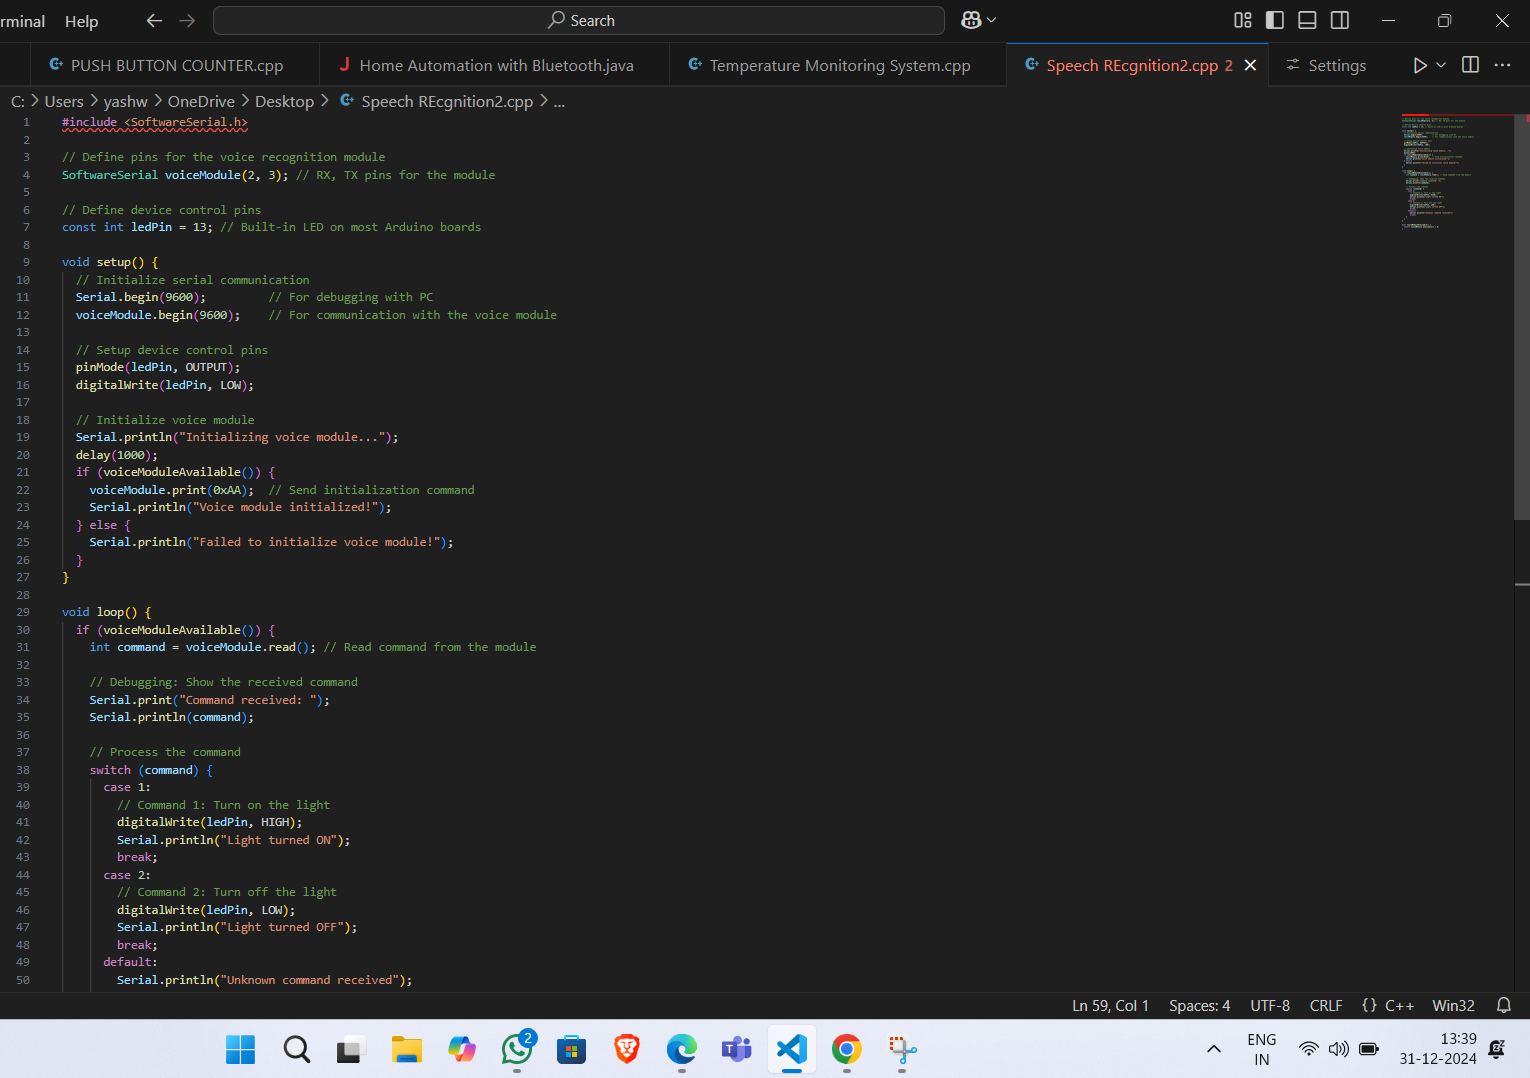 rminal Help Search
PUSH BUTTON COUNTER.cpp Home Automation with Bluetooth.java Temperature Monitoring System.cpp Speech REcgnition2.cpp 2 Settings
C: > Users > yashw > OneDrive > Desktop > Speech REcgnition2.cpp > ...
1 #include <SoftwareSerial.h>
2
3 // Define pins for the voice recognition module
4 SoftwareSerial voiceModule(2, 3); // RX, TX pins for the module
5
6 // Define device control pins
7 const int ledPin = 13; // Built-in LED on most Arduino boards
8
9 void setup() {
10 // Initialize serial communication
11 Serial.begin(9600); // For debugging with PC
12 voiceModule.begin(9600); // For communication with the voice module
13
14 // Setup device control pins
15 pinMode(ledPin, OUTPUT);
16 digitalWrite(ledPin, LOW);
17
18 // Initialize voice module
19 Serial.println("Initializing voice module...");
20 delay(1000);
21 if (voiceModuleAvailable()) {
22 voiceModule.print(0xAA); // Send initialization command
23 Serial.println("Voice module initialized!");
24 } else {
25 Serial.println("Failed to initialize voice module!");
26 }
27 }
28
29 void loop() {
30 if (voiceModuleAvailable()) {
31 int command = voiceModule.read(); // Read command from the module
32
33 // Debugging: Show the received command
34 Serial.print("Command received: ");
35 Serial.println(command);
36
37 // Process the command
38 switch (command) {
39 case 1:
40 // Command 1: Turn on the light
41 digitalWrite(ledPin, HIGH);
42 Serial.println("Light turned ON");
43 break;
44 case 2:
45 // Command 2: Turn off the light
46 digitalWrite(ledPin, LOW);
47 Serial.println("Light turned OFF");
48 break;
49 default:
50 Serial.println("Unknown command received");
Ln 59, Col 1 Spaces: 4 UTF-8 CRLF {} C++ Win32
2
ENG
IN
13:39
31-12-2024